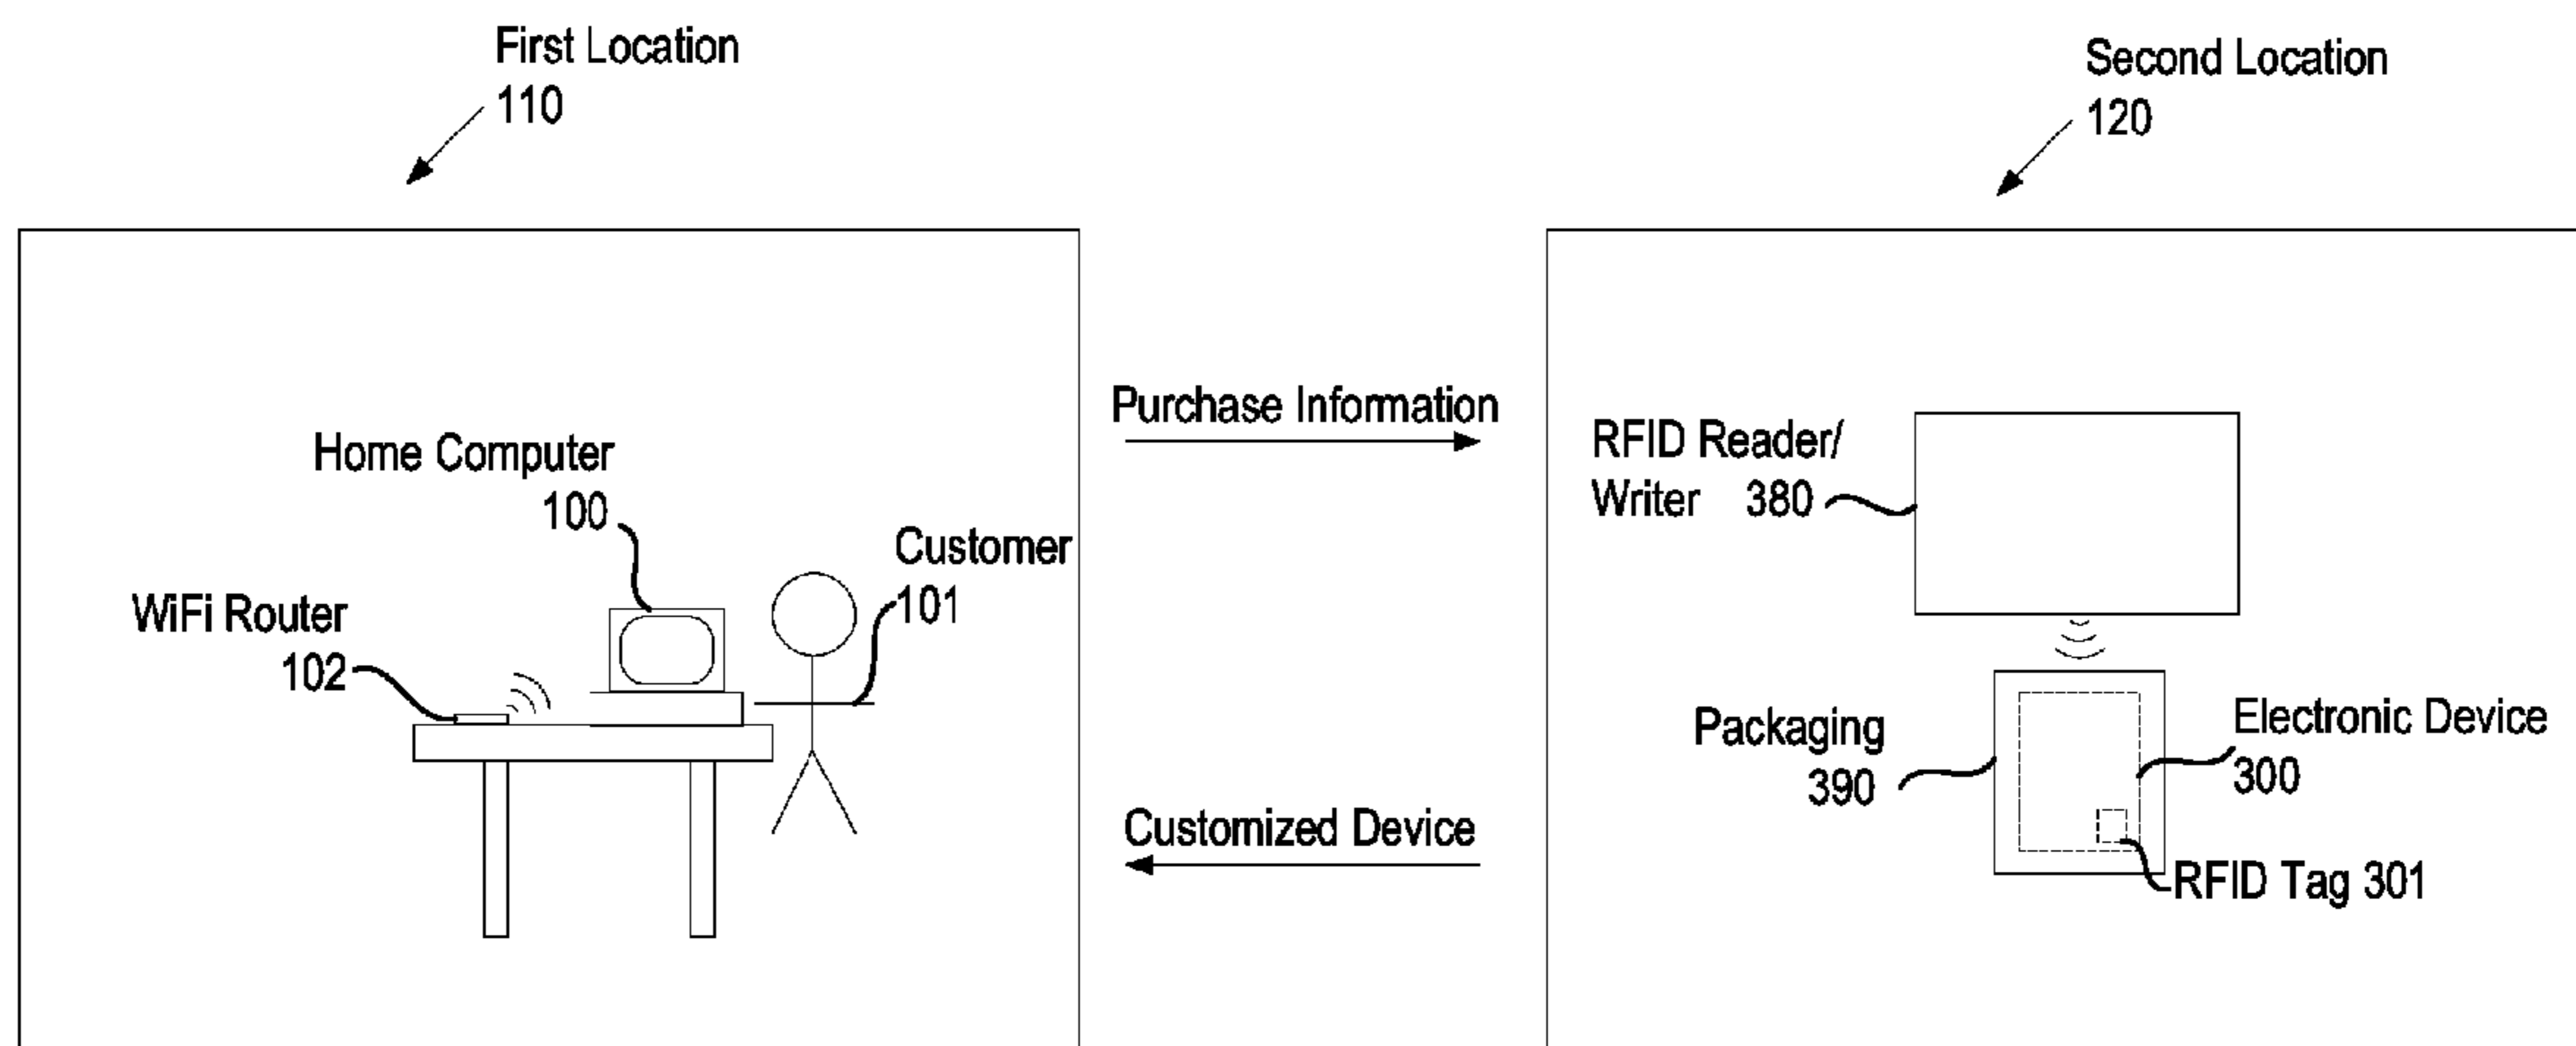 First Location
110
Second Location
120
Purchase Information
Home Computer
100
Customer
101
WiFi Router
102
RFID Reader/
Writer 380
Packaging
390
Electronic Device
300
Customized Device
RFID Tag 301